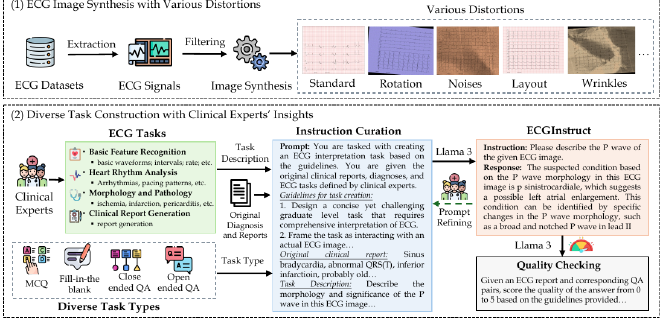 (1) ECG Image Synthesis with Various Distortions
Various Distortions
Extraction
Filtering
ECG Datasets
ECG Signals
Image Synthesis
Standard
Rotation
Noises
Layout
Wrinkles
...
(2) Diverse Task Construction with Clinical Experts' Insights
ECG Tasks
• Basic Feature Recognition
• basic waveforms; intervals; rate; etc.
• Heart Rhythm Analysis
• Arrhythmias, pacing patterns, etc.
• Morphology and Pathology
• ischemia, infarction, pericarditis, etc.
• Clinical Report Generation
• report generation
Clinical
Experts
MCQ
Fill-in-the
blank
Close
ended QA
Open
ended QA
Diverse Task Types
Task
Description
Original
Diagnosis
and Reports
Task Type
Instruction Curation
Prompt: You are tasked with creating
an ECG interpretation task based on
the guidelines. You are given the
original clinical reports, diagnoses, and
ECG tasks defined by clinical experts.
Guidelines for task creation:
1. Design a concise yet challenging
graduate level task that requires
comprehensive interpretation of ECG.
2. Frame the task as interacting with an
actual ECG image…
Original clinical report: Sinus
bradycardia, abnormal QRS(T), inferior
infarctioin, probably old…
Task Description: Describe the
morphology and significance of the P
wave in this ECG image…
Llama 3
Prompt
Refining
ECGInstruct
Instruction: Please describe the P wave of
the given ECG image.
Response: The suspected condition based
on the P wave morphology in this ECG
image is p sinistrocardiale, which suggests
a possible left atrial enlargement. This
condition can be identified by specific
changes in the P wave morphology, such
as a broad and notched P wave in lead II
Llama 3
Quality Checking
Given an ECG report and corresponding QA
pairs, score the quality of the answer from 0
to 5 based on the guidelines provided…